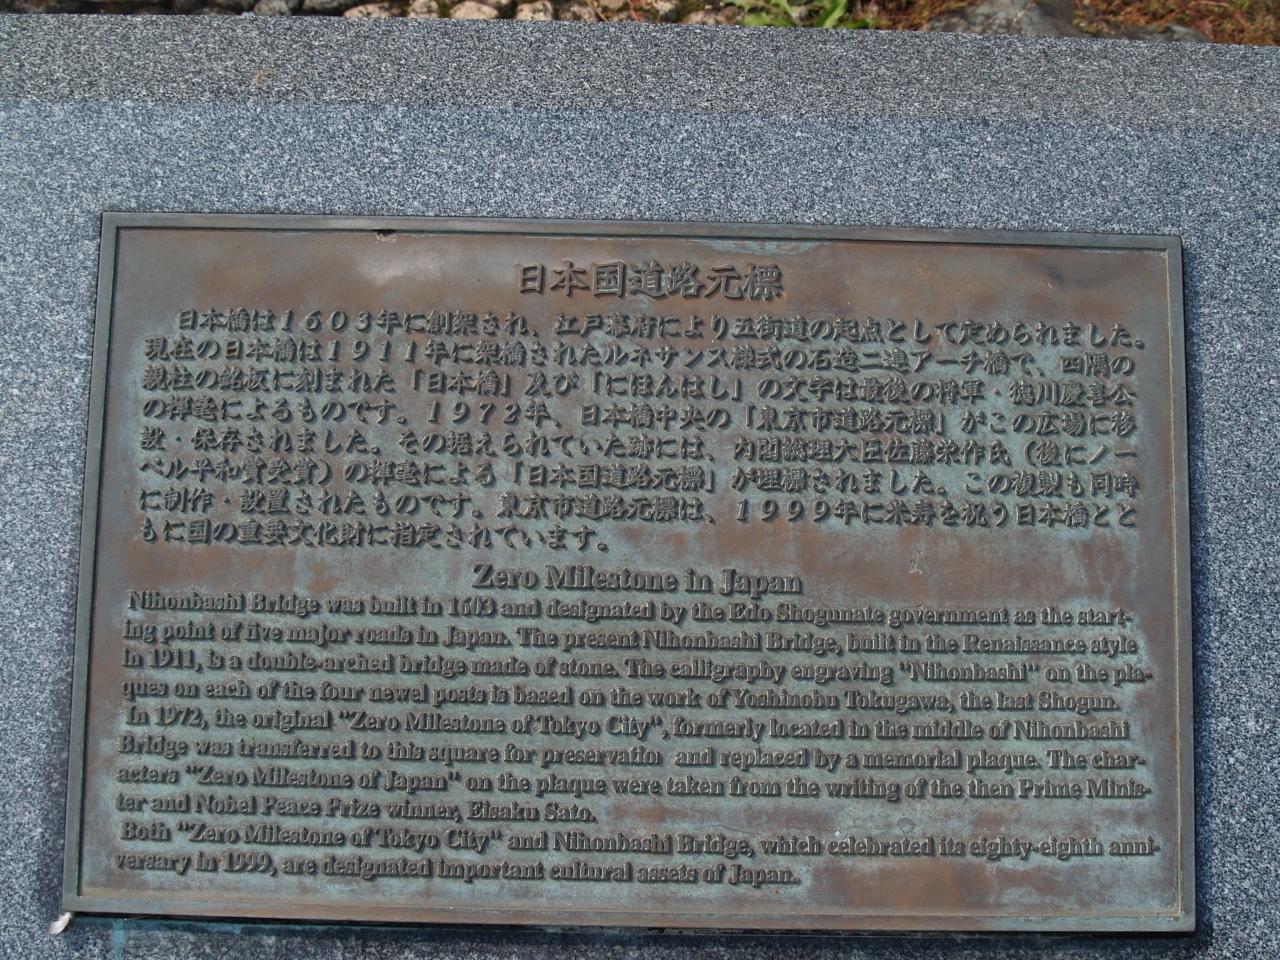 日本国道路元標
日本橋は1603年に創架され、江戸幕府により五街道の起点として定められました。
現在の日本橋は1911年に架橋されたルネサンス様式の石造二連アーチ橋で、四隅の
親柱の銘板に刻まれた「日本橋」及び「にほんはし」の文字は最後の将軍・徳川慶喜公
の揮毫によるものです。1972年、日本橋中央の「東京市道路元標」がこの広場に移
設・保存されました。その据えられていた跡には、内閣総理大臣佐藤栄作氏（後にノー
ベル平和賞受賞）の揮毫による「日本国道路元標」が埋標されました。この複製も同時
に制作・設置されたものです。東京市道路元標は、1999年に米寿を祝う日本橋とと
もに国の重要文化財に指定されています。
Zero Milestone in Japan
Nihonbashi Bridge was built in 1603 and designated by the Edo Shogunate government as the start-
ing point of five major roads in Japan. The present Nihonbashi Bridge, built in the Renaissance style
in 1911, is a double-arched bridge made of stone. The calligraphy engraving "Nihonbashi" on the pla-
ques on each of the four newel posts is based on the work of Yoshinobu Tokugawa, the last Shogun.
In 1972, the original "Zero Milestone of Tokyo City", formerly located in the middle of Nihonbashi
Bridge was transferred to this square for preservation and replaced by a memorial plaque. The char-
acters "Zero Milestone of Japan" on the plaque were taken from the writing of the then Prime Minis-
ter and Nobel Peace Prize winner, Eisaku Sato.
Both "Zero Milestone of Tokyo City" and Nihonbashi Bridge, which celebrated its eighty-eighth anni-
versary in 1999, are designated important cultural assets of Japan.